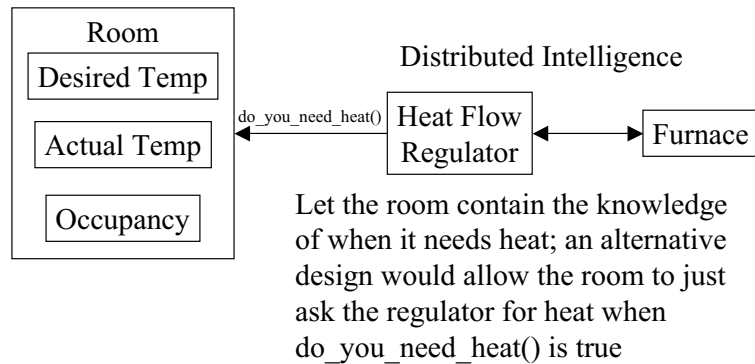 Room
Desired Temp
Actual Temp
Occupancy
Distributed Intelligence
do_you_need_heat()
Heat Flow
Regulator
Furnace
Let the room contain the knowledge
of when it needs heat; an alternative
design would allow the room to just
ask the regulator for heat when
do_you_need_heat() is true